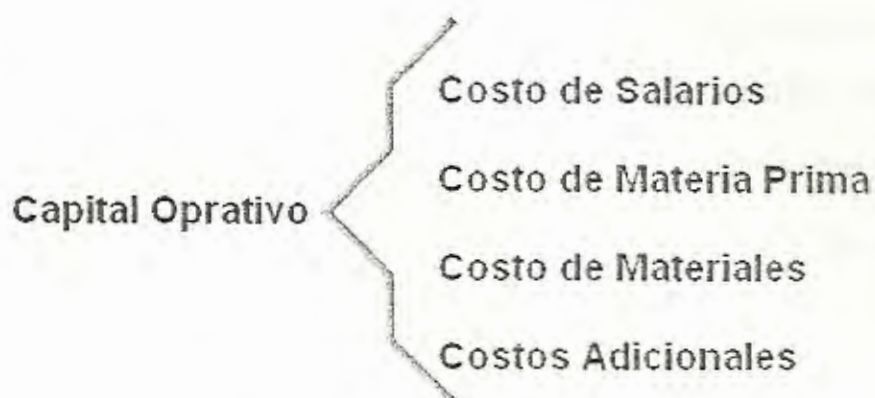 Costo de Salarios
Costo de Materia Prima
Capital Oprativo
Costo de Materiales
Costos Adicionales